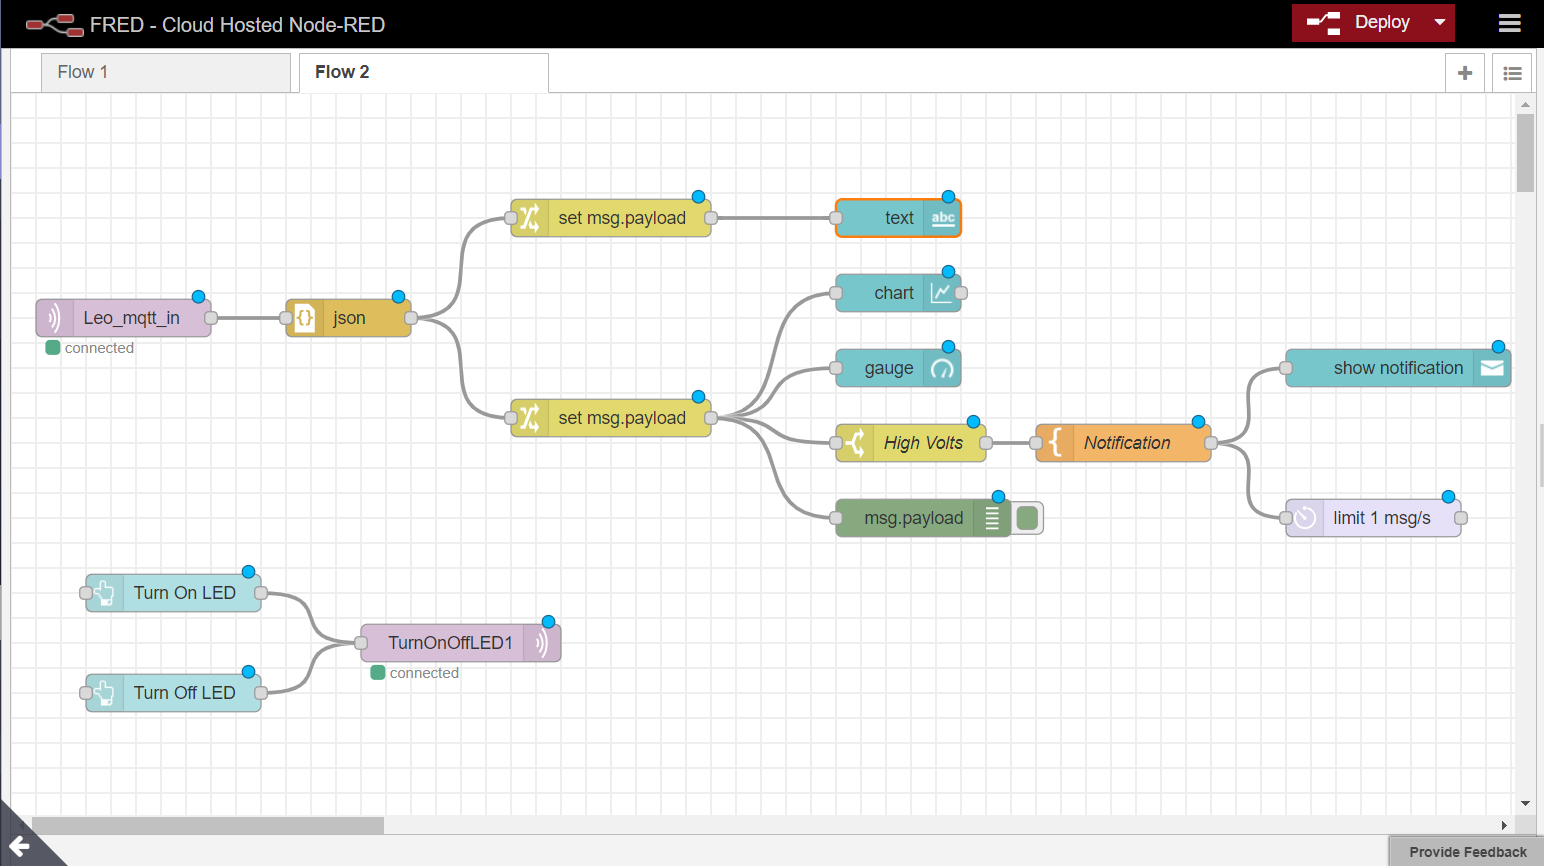 FRED - Cloud Hosted Node-RED
Deploy
Flow 1
Flow 2
set msg.payload
text
abc
chart
Leo_mqtt_in
json
connected
gauge
show notification
set msg.payload
High Volts
Notification
msg.payload
limit 1 msg/s
Turn On LED
TurnOnOffLED1
connected
Turn Off LED
Provide Feedback